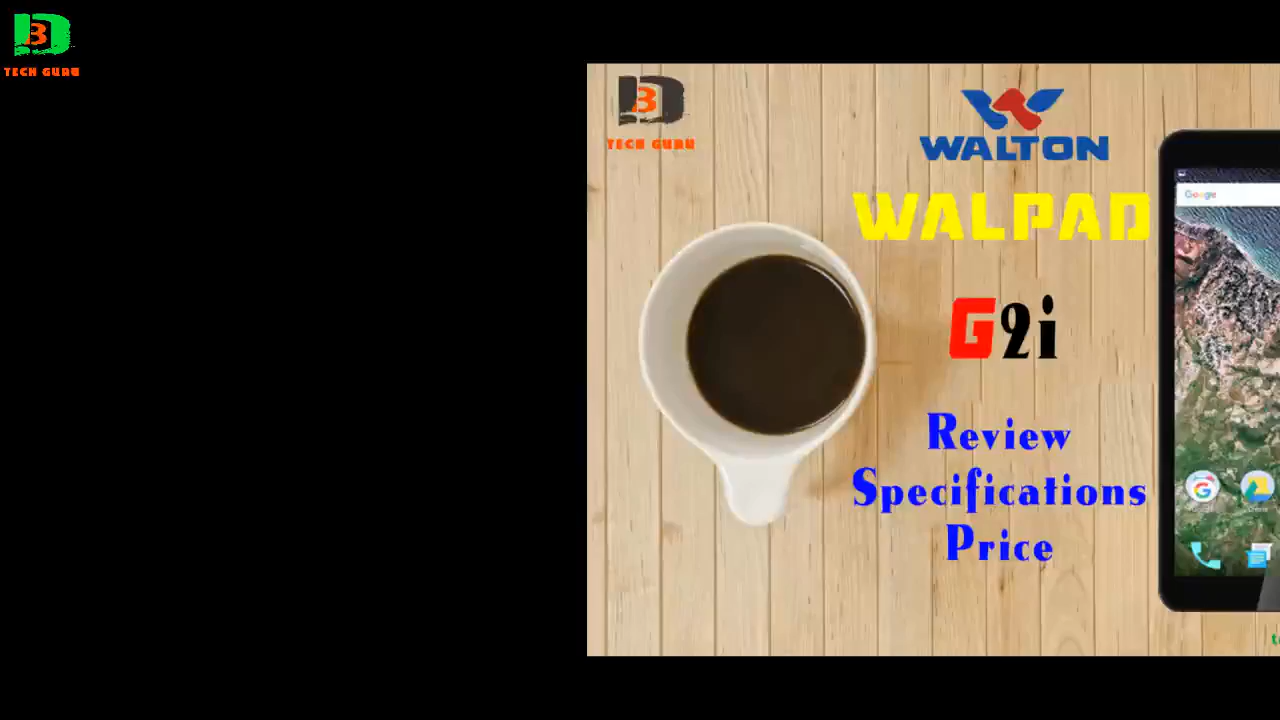 B
TECH GURU
B
TECH GURU
WALTON
WALPAD
Google
G2i
Review
Specifications
Price